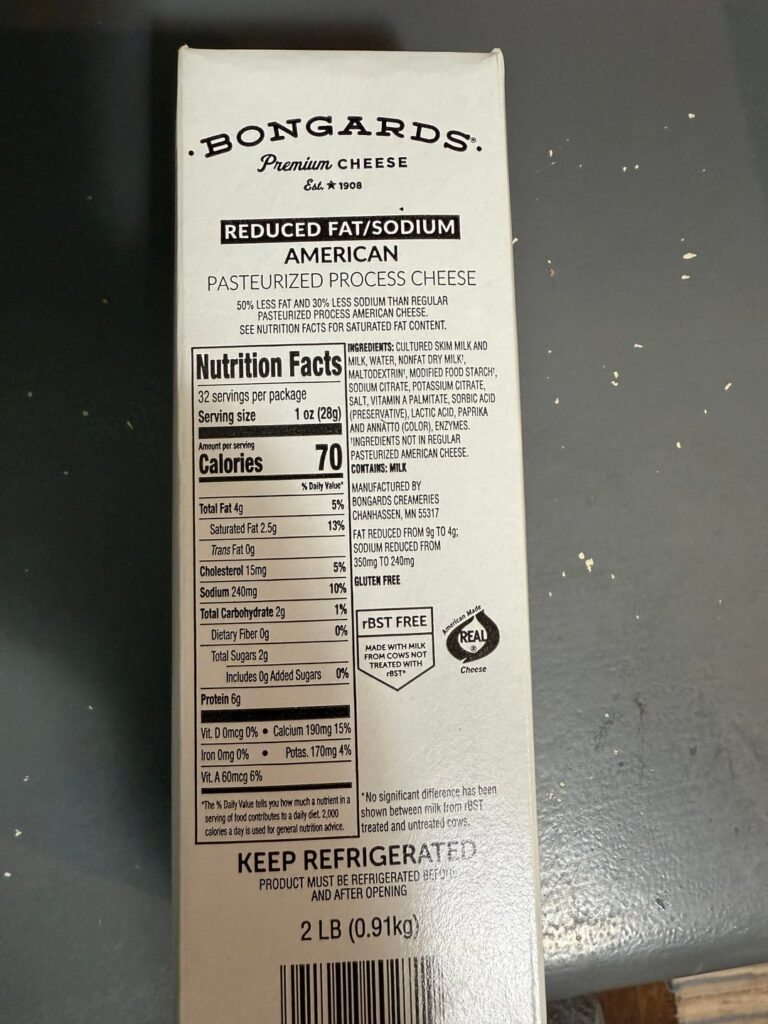 ·BONGARDS®·
Premium CHEESE
Est. ★ 1908
REDUCED FAT/SODIUM
AMERICAN
PASTEURIZED PROCESS CHEESE
50% LESS FAT AND 30% LESS SODIUM THAN REGULAR
PASTEURIZED PROCESS AMERICAN CHEESE.
SEE NUTRITION FACTS FOR SATURATED FAT CONTENT.
Nutrition Facts
32 servings per package
Serving size 1 oz (28g)
Amount per serving
Calories 70
% Daily Value*
Total Fat 4g 5%
Saturated Fat 2.5g 13%
Trans Fat 0g
Cholesterol 15mg 5%
Sodium 240mg 10%
Total Carbohydrate 2g 1%
Dietary Fiber 0g 0%
Total Sugars 2g
Includes 0g Added Sugars 0%
Protein 6g
Vit. D 0mcg 0% • Calcium 190mg 15%
Iron 0mg 0% • Potas. 170mg 4%
Vit. A 60mcg 6%
*The % Daily Value tells you how much a nutrient in a
serving of food contributes to a daily diet. 2,000
calories a day is used for general nutrition advice.
INGREDIENTS: CULTURED SKIM MILK AND
MILK, WATER, NONFAT DRY MILK†,
MALTODEXTRIN†, MODIFIED FOOD STARCH†,
SODIUM CITRATE, POTASSIUM CITRATE,
SALT, VITAMIN A PALMITATE, SORBIC ACID
(PRESERVATIVE), LACTIC ACID, PAPRIKA
AND ANNATTO (COLOR), ENZYMES.
†INGREDIENTS NOT IN REGULAR
PASTEURIZED AMERICAN CHEESE.
CONTAINS: MILK
MANUFACTURED BY
BONGARDS CREAMERIES
CHANHASSEN, MN 55317
FAT REDUCED FROM 9g TO 4g;
SODIUM REDUCED FROM
350mg TO 240mg
GLUTEN FREE
rBST FREE
MADE WITH MILK
FROM COWS NOT
TREATED WITH
rBST*
American Made
REAL
®
Cheese
*No significant difference has been
shown between milk from rBST
treated and untreated cows.
KEEP REFRIGERATED
PRODUCT MUST BE REFRIGERATED BEFORE
AND AFTER OPENING
2 LB (0.91kg)